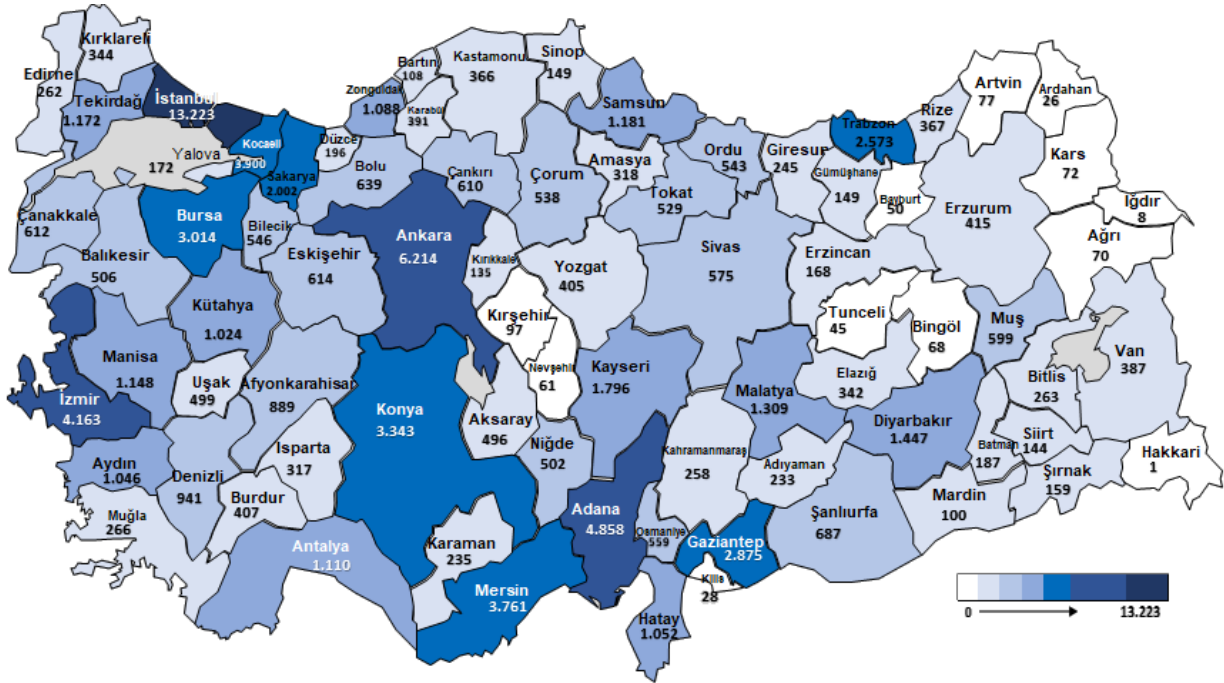 Kırklareli
344
Edirne
262
Tekirdağ
1.172
İstanbul
13.223
Yalova
172
Kocaeli
3.900
Sakarya
2.002
Düzce
196
Zonguldak
1.088
Bartın
108
Karabük
391
Kastamonu
366
Sinop
149
Samsun
1.181
Bolu
639
Çankırı
610
Çorum
538
Amasya
318
Tokat
529
Ordu
543
Giresun
245
Gümüşhane
149
Trabzon
2.573
Rize
367
Artvin
77
Ardahan
26
Kars
72
Bayburt
50
Erzurum
415
Iğdır
8
Ağrı
70
Çanakkale
612
Balıkesir
506
Bursa
3.014
Bilecik
546
Eskişehir
614
Ankara
6.214
Kırıkkale
135
Yozgat
405
Sivas
575
Erzincan
168
Tunceli
45
Bingöl
68
Muş
599
Kütahya
1.024
Manisa
1.148
Uşak
499
Afyonkarahisar
889
İzmir
4.163
Kırşehir
97
Nevşehir
61
Kayseri
1.796
Malatya
1.309
Elazığ
342
Diyarbakır
1.447
Bitlis
263
Van
387
Konya
3.343
Aksaray
496
Niğde
502
Isparta
317
Aydın
1.046
Denizli
941
Burdur
407
Muğla
266
Antalya
1.110
Karaman
235
Mersin
3.761
Adana
4.858
Osmaniye
559
Kahramanmaraş
258
Adıyaman
233
Gaziantep
2.875
Kilis
28
Hatay
1.052
Şanlıurfa
687
Mardin
100
Batman
187
Siirt
144
Şırnak
159
Hakkari
1
0
13.223